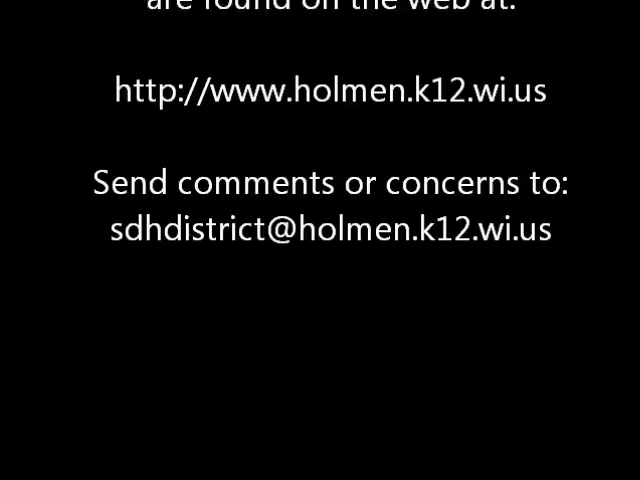 are found on the web at:
http://www.holmen.k12.wi.us
Send comments or concerns to:
sdhdistrict@holmen.k12.wi.us